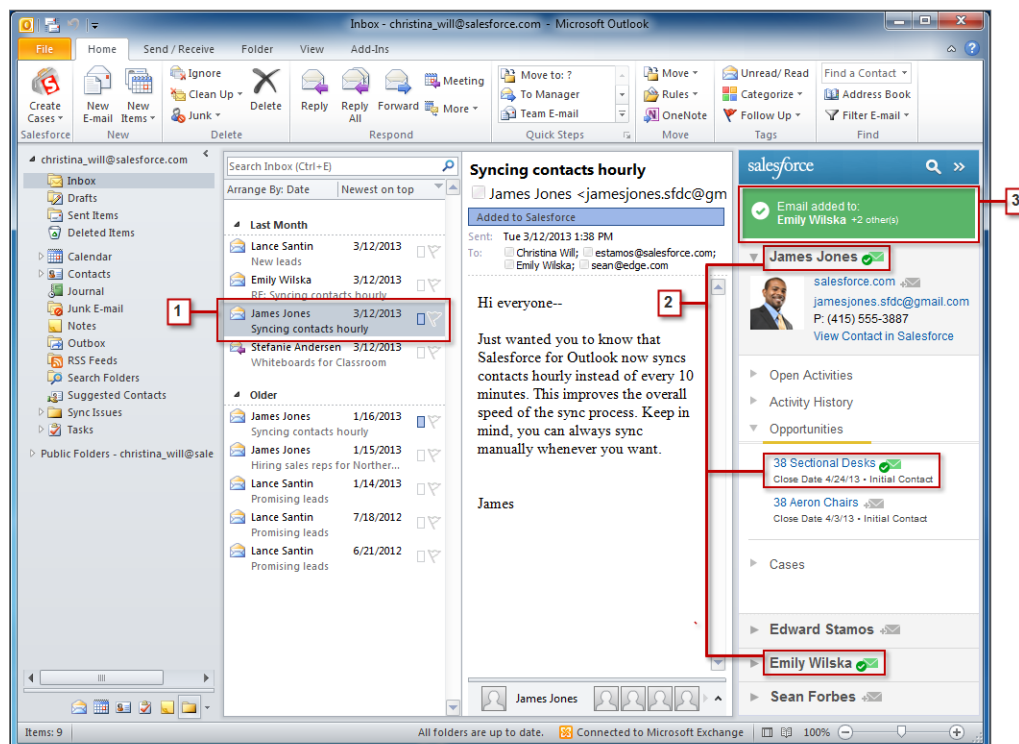 Inbox - christina_will@salesforce.com - Microsoft Outlook
File Home Send / Receive Folder View Add-Ins
Create Cases
Salesforce
New E-mail
New Items
New
Ignore
Clean Up
Junk
Delete
Delete
Reply
Reply All
Forward
Meeting
More
Respond
Move to: ?
To Manager
Team E-mail
Quick Steps
Move
Rules
OneNote
Move
Unread/ Read
Categorize
Follow Up
Tags
Find a Contact
Address Book
Filter E-mail
Find
christina_will@salesforce.com
Inbox
Drafts
Sent Items
Deleted Items
Calendar
Contacts
Journal
Junk E-mail
Notes
Outbox
RSS Feeds
Search Folders
Suggested Contacts
Sync Issues
Tasks
Public Folders - christina_will@sale
1
Search Inbox (Ctrl+E)
Arrange By: Date Newest on top
Last Month
Lance Santin 3/12/2013
New leads
Emily Wilska 3/12/2013
RE: Syncing contacts hourly
James Jones 3/12/2013
Syncing contacts hourly
Stefanie Andersen 3/12/2013
Whiteboards for Classroom
Older
James Jones 1/16/2013
Syncing contacts hourly
James Jones 1/15/2013
Hiring sales reps for Norther...
Lance Santin 1/14/2013
Promising leads
Lance Santin 7/18/2012
Promising leads
Lance Santin 6/21/2012
Promising leads
Syncing contacts hourly
James Jones <jamesjones.sfdc@gm
Added to Salesforce
Sent: Tue 3/12/2013 1:38 PM
To: Christina Will; estamos@salesforce.com;
Emily Wilska; sean@edge.com
2
Hi everyone--
Just wanted you to know that
Salesforce for Outlook now syncs
contacts hourly instead of every 10
minutes. This improves the overall
speed of the sync process. Keep in
mind, you can always sync
manually whenever you want.
James
James Jones
salesforce
Email added to:
Emily Wilska +2 other(s)
3
James Jones
salesforce.com
jamesjones.sfdc@gmail.com
P: (415) 555-3887
View Contact in Salesforce
Open Activities
Activity History
Opportunities
38 Sectional Desks
Close Date 4/24/13 • Initial Contact
38 Aeron Chairs
Close Date 4/3/13 • Initial Contact
Cases
Edward Stamos
Emily Wilska
Sean Forbes
Items: 9 All folders are up to date. Connected to Microsoft Exchange 100%